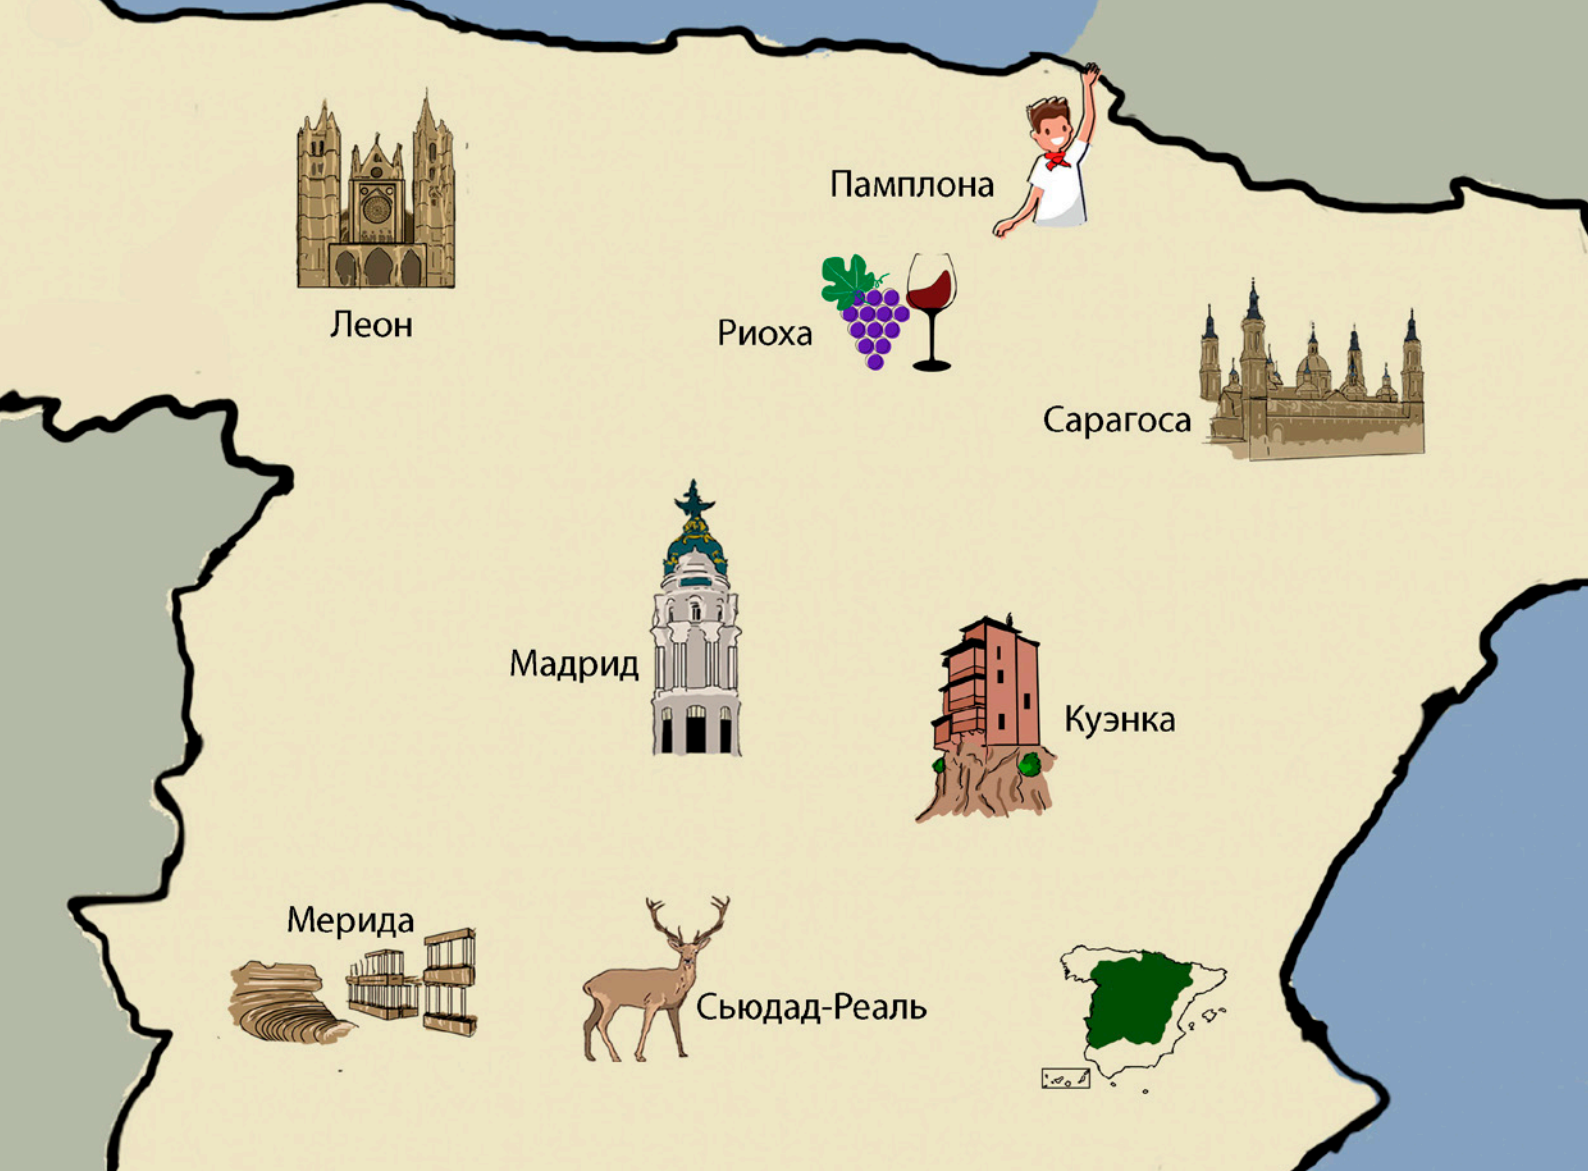 Памплона
Леон
Риоха
Сарагоса
Мадрид
Куэнка
Мерида
Сьюдад-Реаль